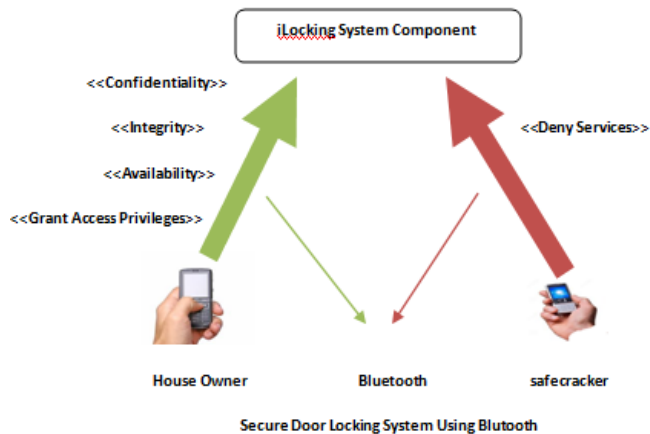 iLocking System Component
<<Confidentiality>>
<<Integrity>>
<<Deny Services>>
<<Availability>>
<<Grant Access Privileges>>
House Owner
Bluetooth
safecracker
Secure Door Locking System Using Blutooth